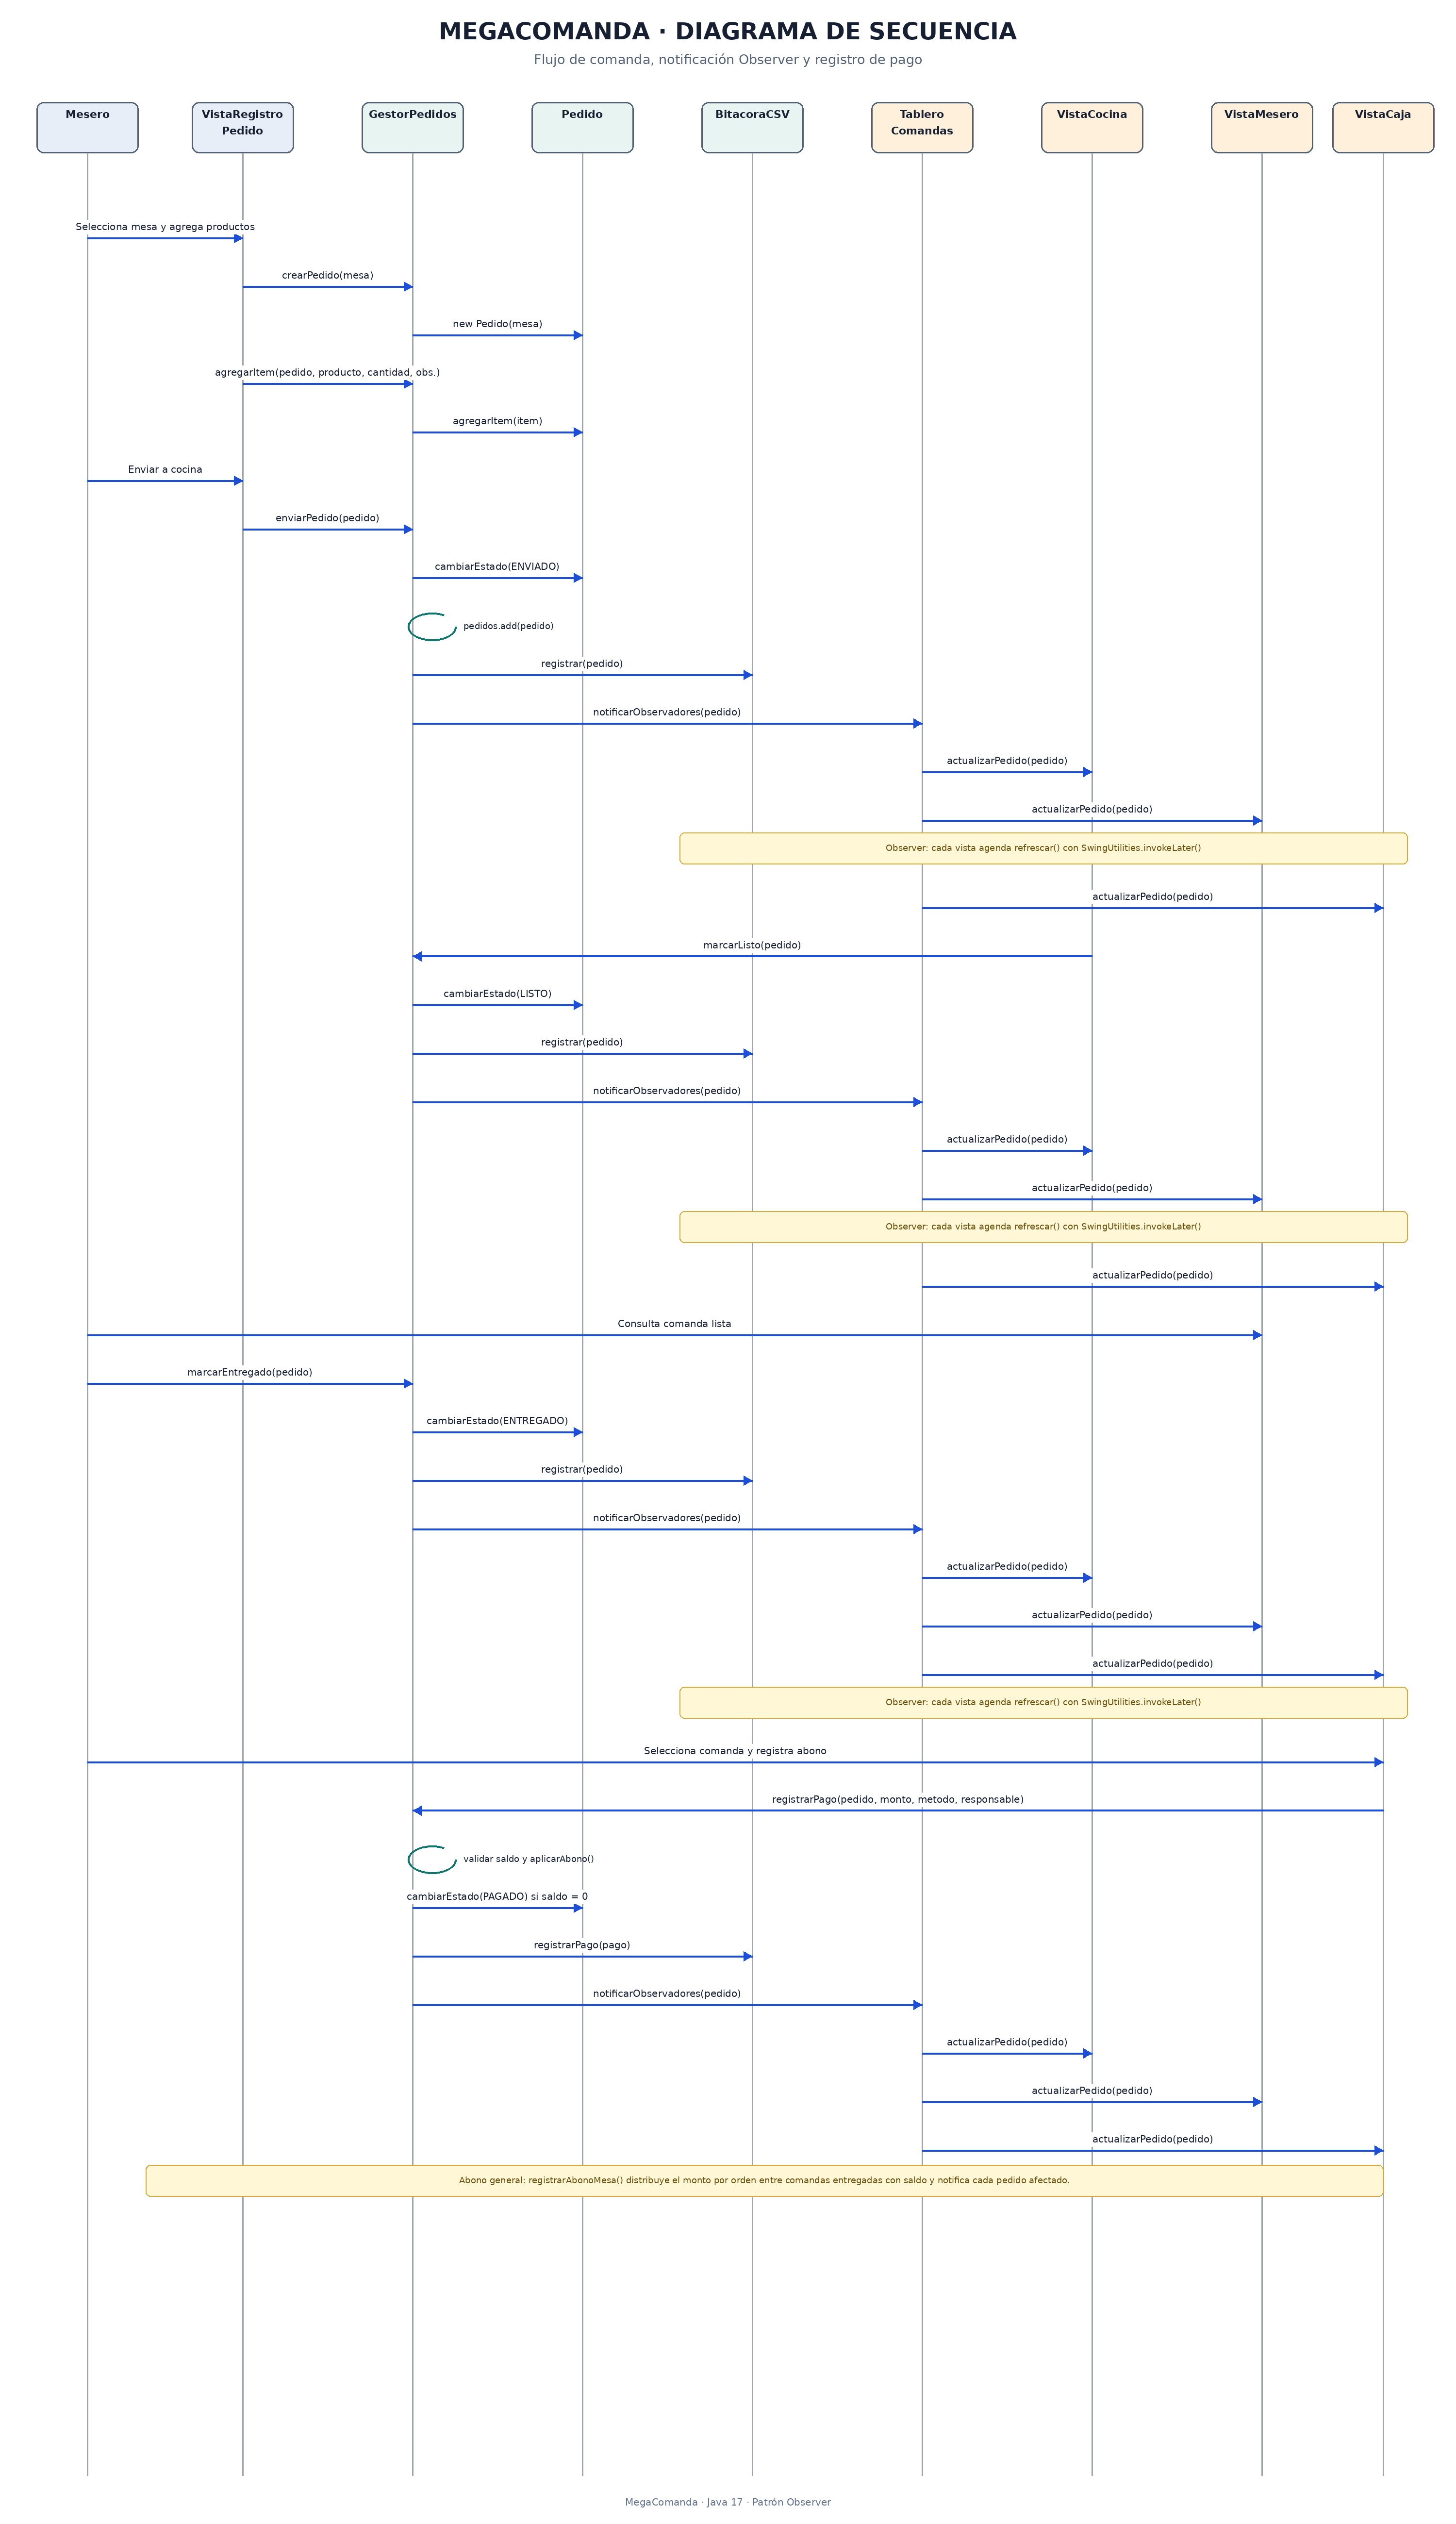 MEGACOMANDA · DIAGRAMA DE SECUENCIA
Flujo de comanda, notificación Observer y registro de pago
Mesero
VistaRegistro
Pedido
GestorPedidos
Pedido
BitacoraCSV
Tablero
Comandas
VistaCocina
VistaMesero
VistaCaja
Selecciona mesa y agrega productos
crearPedido(mesa)
new Pedido(mesa)
agregarItem(pedido, producto, cantidad, obs.)
agregarItem(item)
Enviar a cocina
enviarPedido(pedido)
cambiarEstado(ENVIADO)
pedidos.add(pedido)
registrar(pedido)
notificarObservadores(pedido)
actualizarPedido(pedido)
actualizarPedido(pedido)
Observer: cada vista agenda refrescar() con SwingUtilities.invokeLater()
actualizarPedido(pedido)
marcarListo(pedido)
cambiarEstado(LISTO)
registrar(pedido)
notificarObservadores(pedido)
actualizarPedido(pedido)
actualizarPedido(pedido)
Observer: cada vista agenda refrescar() con SwingUtilities.invokeLater()
actualizarPedido(pedido)
Consulta comanda lista
marcarEntregado(pedido)
cambiarEstado(ENTREGADO)
registrar(pedido)
notificarObservadores(pedido)
actualizarPedido(pedido)
actualizarPedido(pedido)
actualizarPedido(pedido)
Observer: cada vista agenda refrescar() con SwingUtilities.invokeLater()
Selecciona comanda y registra abono
registrarPago(pedido, monto, metodo, responsable)
validar saldo y aplicarAbono()
cambiarEstado(PAGADO) si saldo = 0
registrarPago(pago)
notificarObservadores(pedido)
actualizarPedido(pedido)
actualizarPedido(pedido)
actualizarPedido(pedido)
Abono general: registrarAbonoMesa() distribuye el monto por orden entre comandas entregadas con saldo y notifica cada pedido afectado.
MegaComanda · Java 17 · Patrón Observer